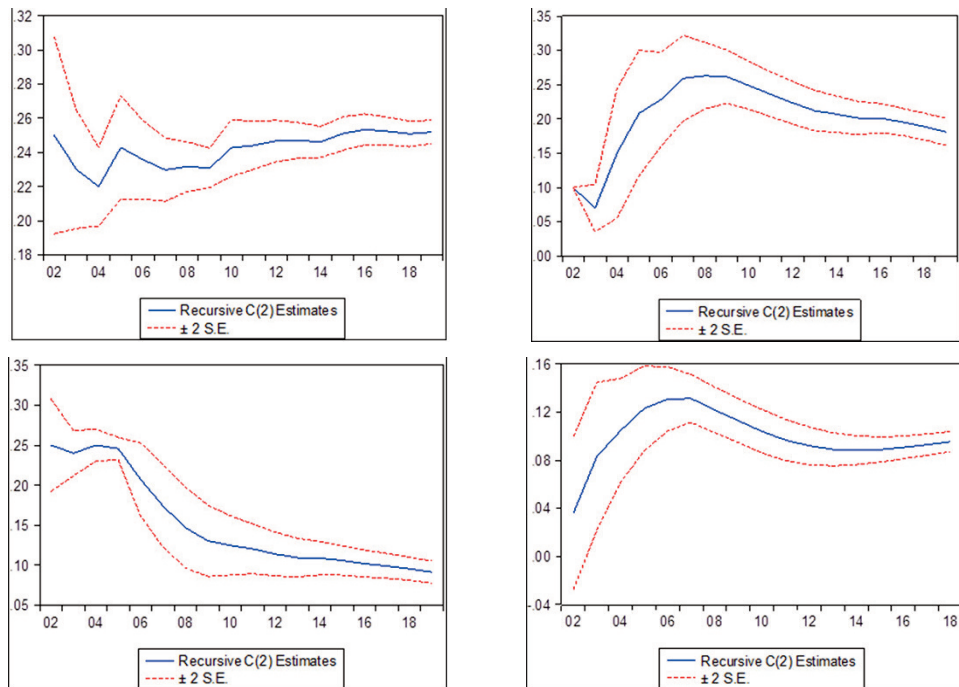 .32
.30
.28
.26
.24
.22
.20
.18
02 04 06 08 10 12 14 16 18
Recursive C(2) Estimates
± 2 S.E.
.35
.30
.25
.20
.15
.10
.05
.00
02 04 06 08 10 12 14 16 18
Recursive C(2) Estimates
± 2 S.E.
.35
.30
.25
.20
.15
.10
.05
02 04 06 08 10 12 14 16 18
Recursive C(2) Estimates
± 2 S.E.
.16
.12
.08
.04
.00
-.04
02 04 06 08 10 12 14 16 18
Recursive C(2) Estimates
± 2 S.E.